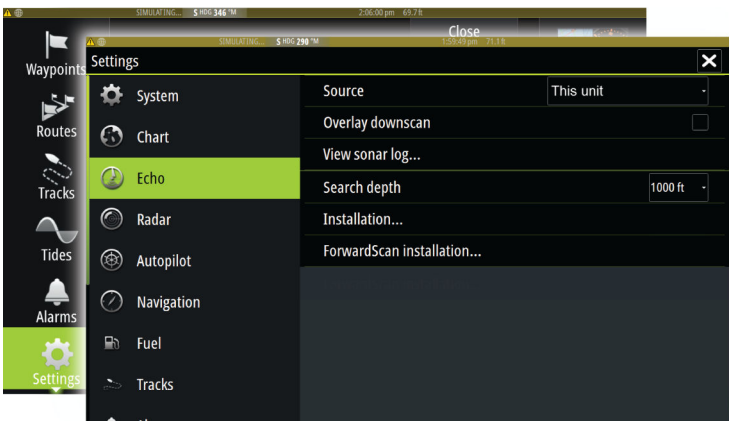 SIMULATING... S HDG 346 °M 2:06:00 pm 69.7 ft
Close
Waypoints
Routes
Tracks
Tides
Alarms
Settings
SIMULATING... S HDG 290 °M 1:59:49 pm 71.1 ft
Settings
System
Chart
Echo
Radar
Autopilot
Navigation
Fuel
Tracks
Source This unit
Overlay downscan
View sonar log...
Search depth 1000 ft
Installation...
ForwardScan installation...